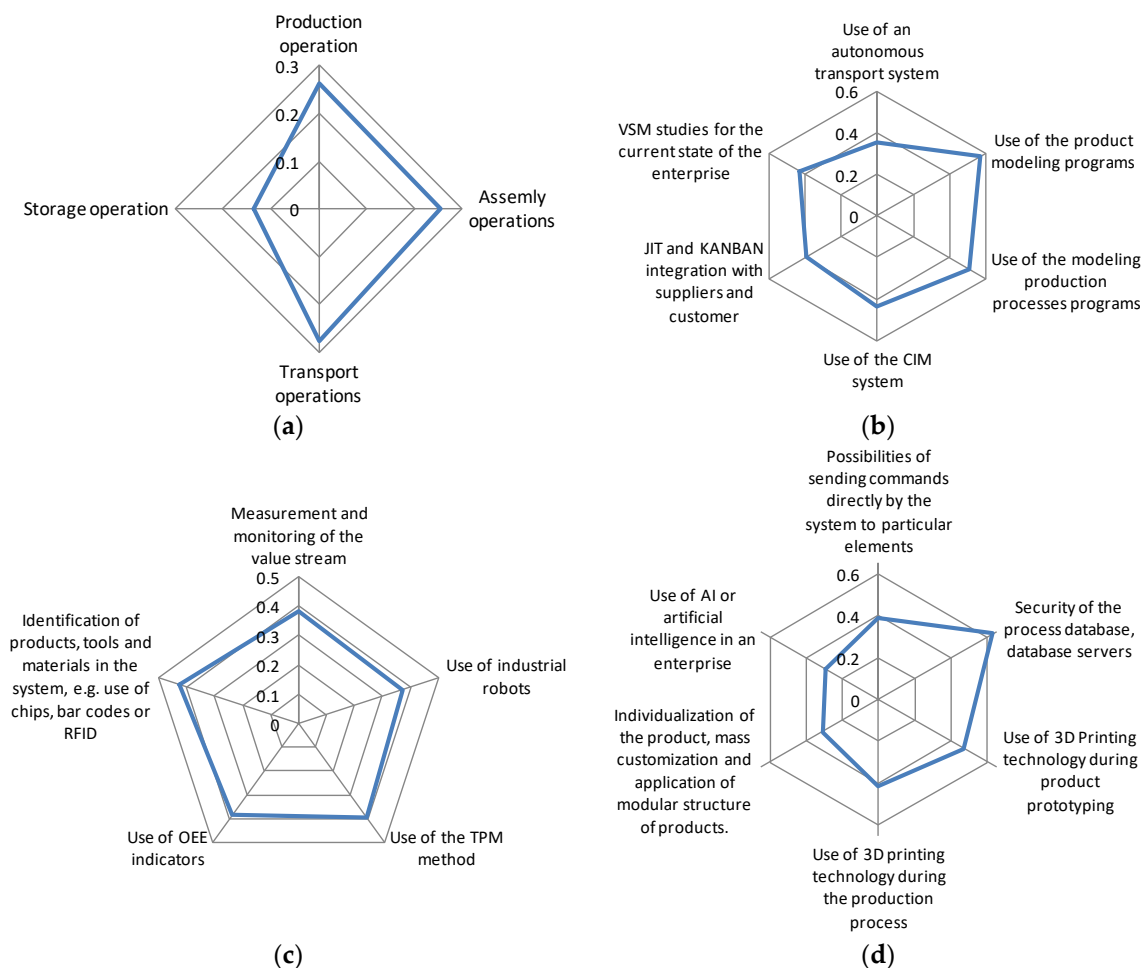 Production
operation
0.3
0.2
0.1
0
Storage operation
Assemly
operations
Transport
operations
(a)
Use of an
autonomous
transport system
0.6
0.4
0.2
0
VSM studies for the
current state of the
enterprise
Use of the product
modeling programs
JIT and KANBAN
integration with
suppliers and
customer
Use of the modeling
production
processes programs
Use of the CIM
system
(b)
Measurement and
monitoring of the
value stream
0.5
0.4
0.3
0.2
0.1
0
Identification of
products, tools and
materials in the
system, e.g. use of
chips, bar codes or
RFID
Use of industrial
robots
Use of OEE
indicators
Use of the TPM
method
(c)
Possibilities of
sending commands
directly by the
system to particular
elements
0.6
0.4
0.2
0
Use of AI or
artificial
intelligence in an
enterprise
Security of the
process database,
database servers
Individualization of
the product, mass
customization and
application of
modular structure
of products.
Use of 3D Printing
technology during
product
prototyping
Use of 3D printing
technology during
the production
process
(d)